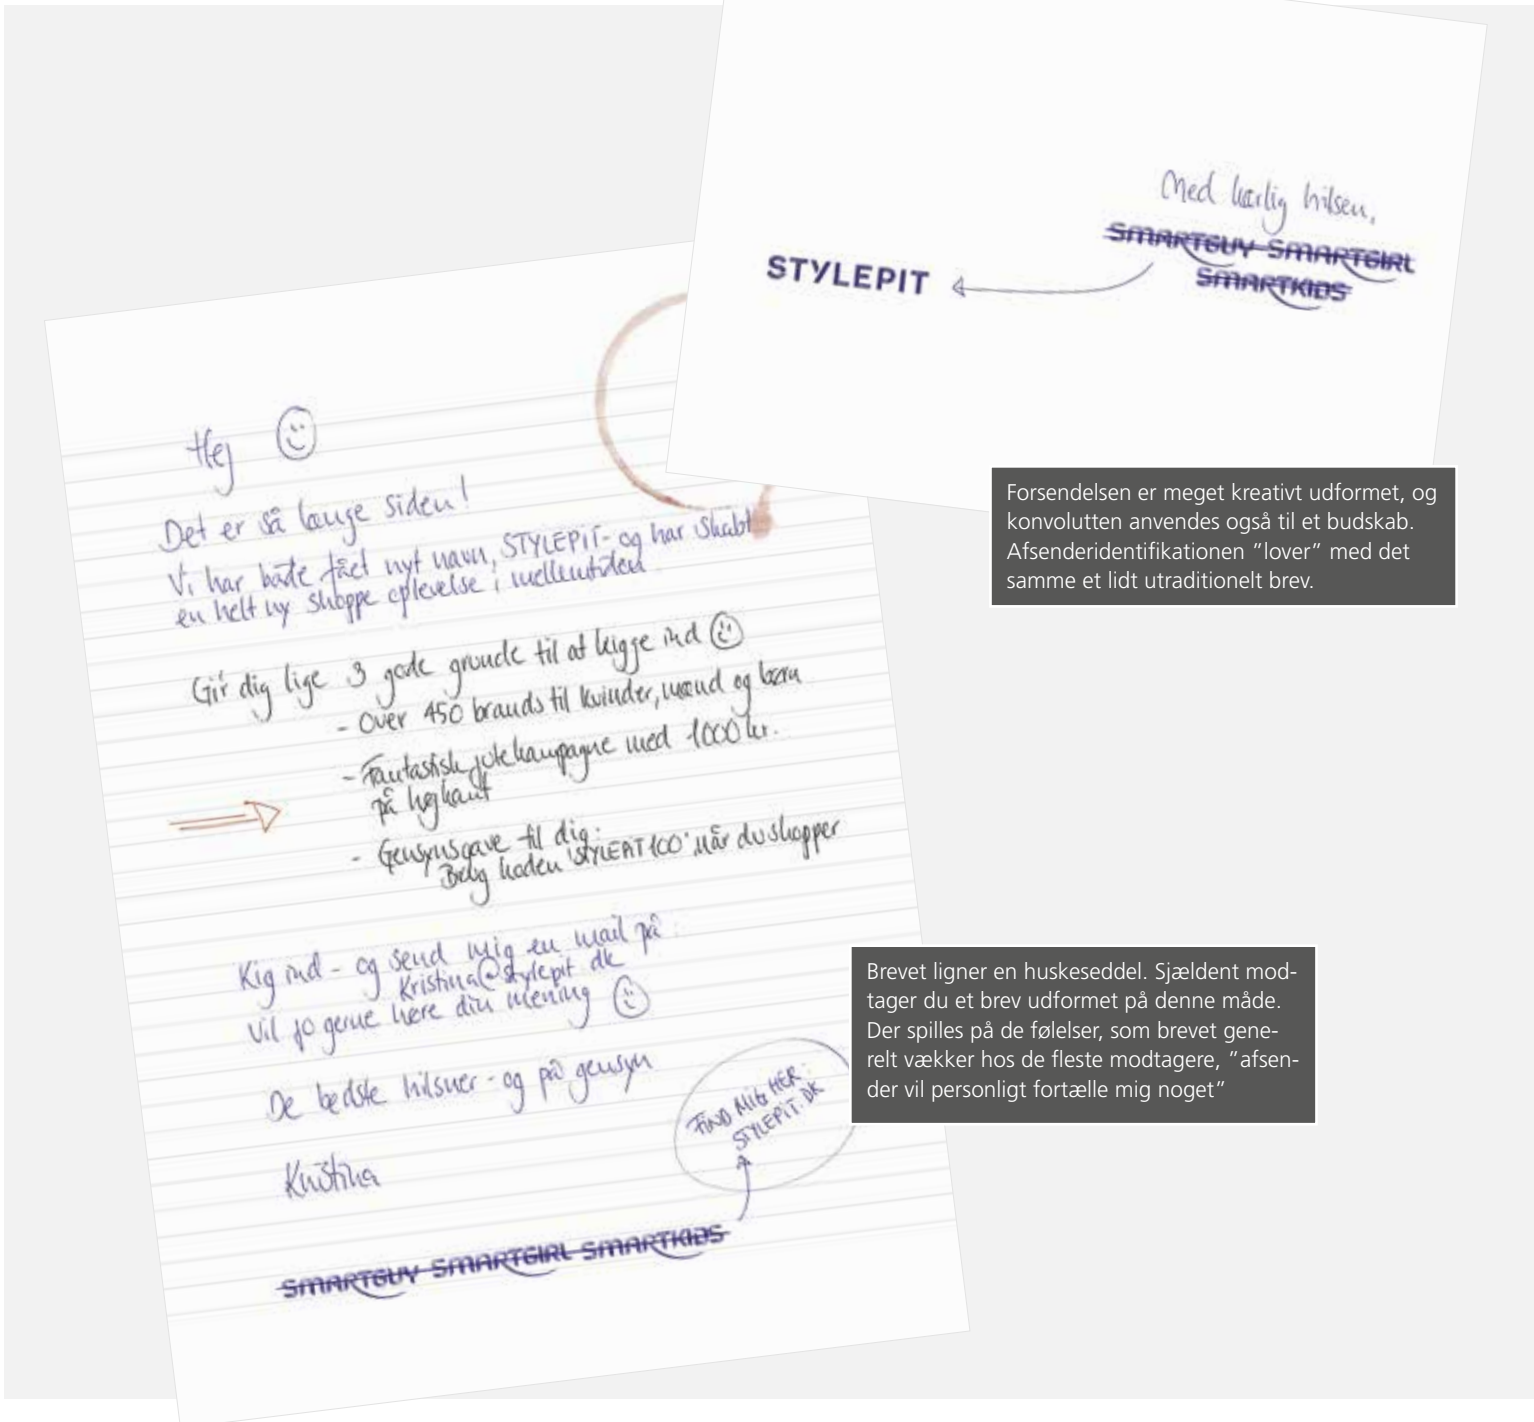 Med kærlig hilsen,
SMARTGUY SMARTGIRL
SMARTKIDS
STYLEPIT
Forsendelsen er meget kreativt udformet, og
konvolutten anvendes også til et budskab.
Afsenderidentifikationen ”lover” med det
samme et lidt utraditionelt brev.
Hej
Det er så længe siden!
Vi har både fået nyt navn, STYLEPIT - og har skabt
en helt ny shoppe oplevelse i mellemtiden
Gi'r dig lige 3 gode grunde til at kigge ind
- Over 450 brands til kvinder, mænd og børn
- Fantastisk jakkekampagne med 1000 kr.
på højkant
- Gensynsgave til dig:
Brug koden 'STYLEPIT100' når du shopper
Kig ind - og send mig en mail på:
Kristina@stylepit.dk
Vil jo gerne høre din mening
De bedste hilsner - og på gensyn
Kristina
FIND MIG HER:
STYLEPIT.DK
SMARTGUY SMARTGIRL SMARTKIDS
Brevet ligner en huskeseddel. Sjældent mod-
tager du et brev udformet på denne måde.
Der spilles på de følelser, som brevet gene-
relt vækker hos de fleste modtagere, ”afsen-
der vil personligt fortælle mig noget”